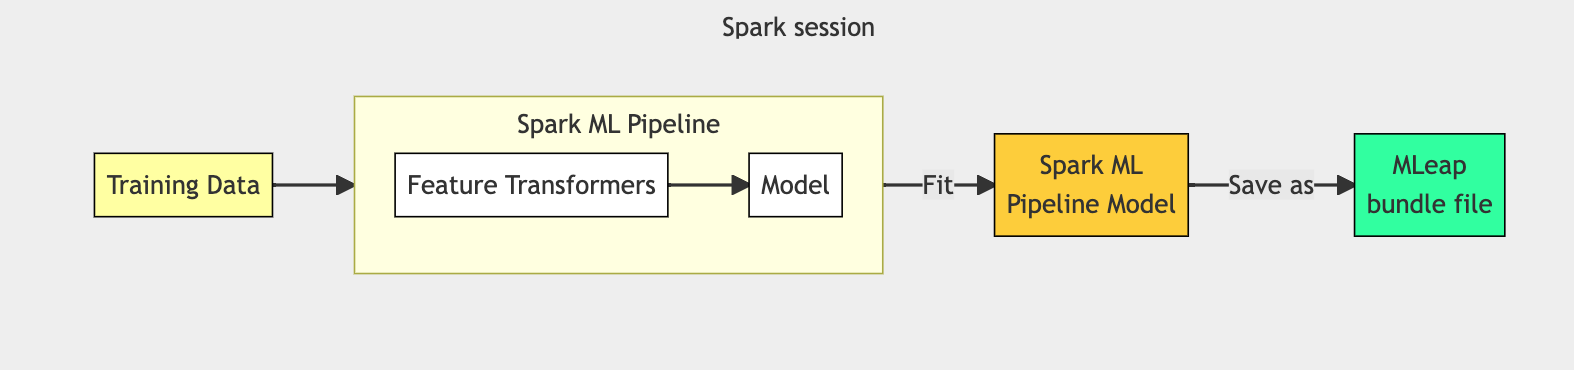 Spark session
Spark ML Pipeline
Training Data
Feature Transformers
Model
Fit
Spark ML
Pipeline Model
Save as
MLeap
bundle file